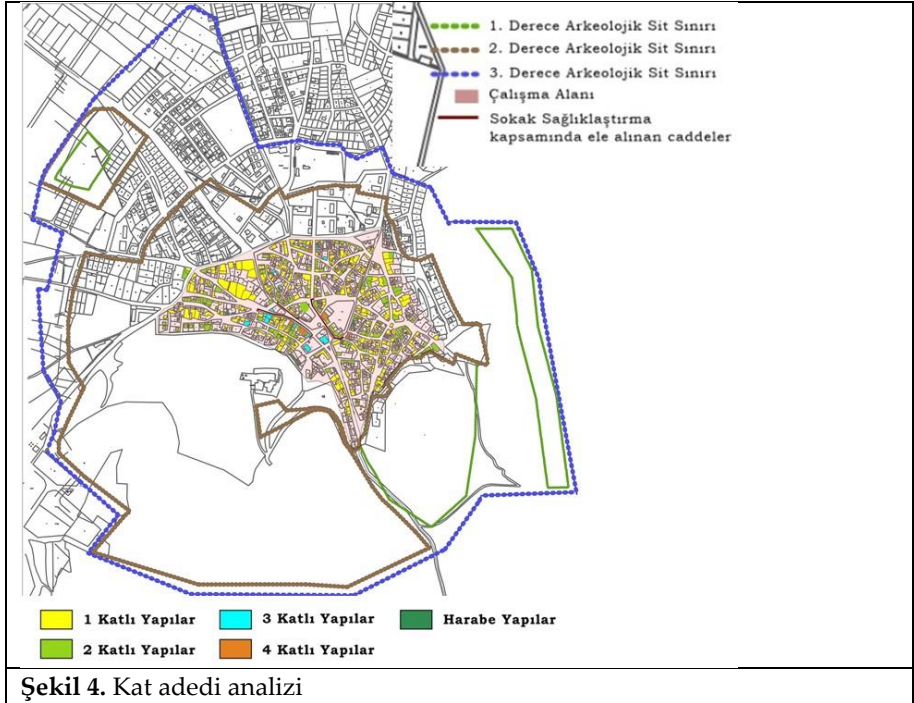 1. Derece Arkeolojik Sit Sınırı
2. Derece Arkeolojik Sit Sınırı
3. Derece Arkeolojik Sit Sınırı
Çalışma Alanı
Sokak Sağlıklaştırma
kapsamında ele alınan caddeler
1 Katlı Yapılar
3 Katlı Yapılar
Harabe Yapılar
2 Katlı Yapılar
4 Katlı Yapılar
Şekil 4. Kat adedi analizi